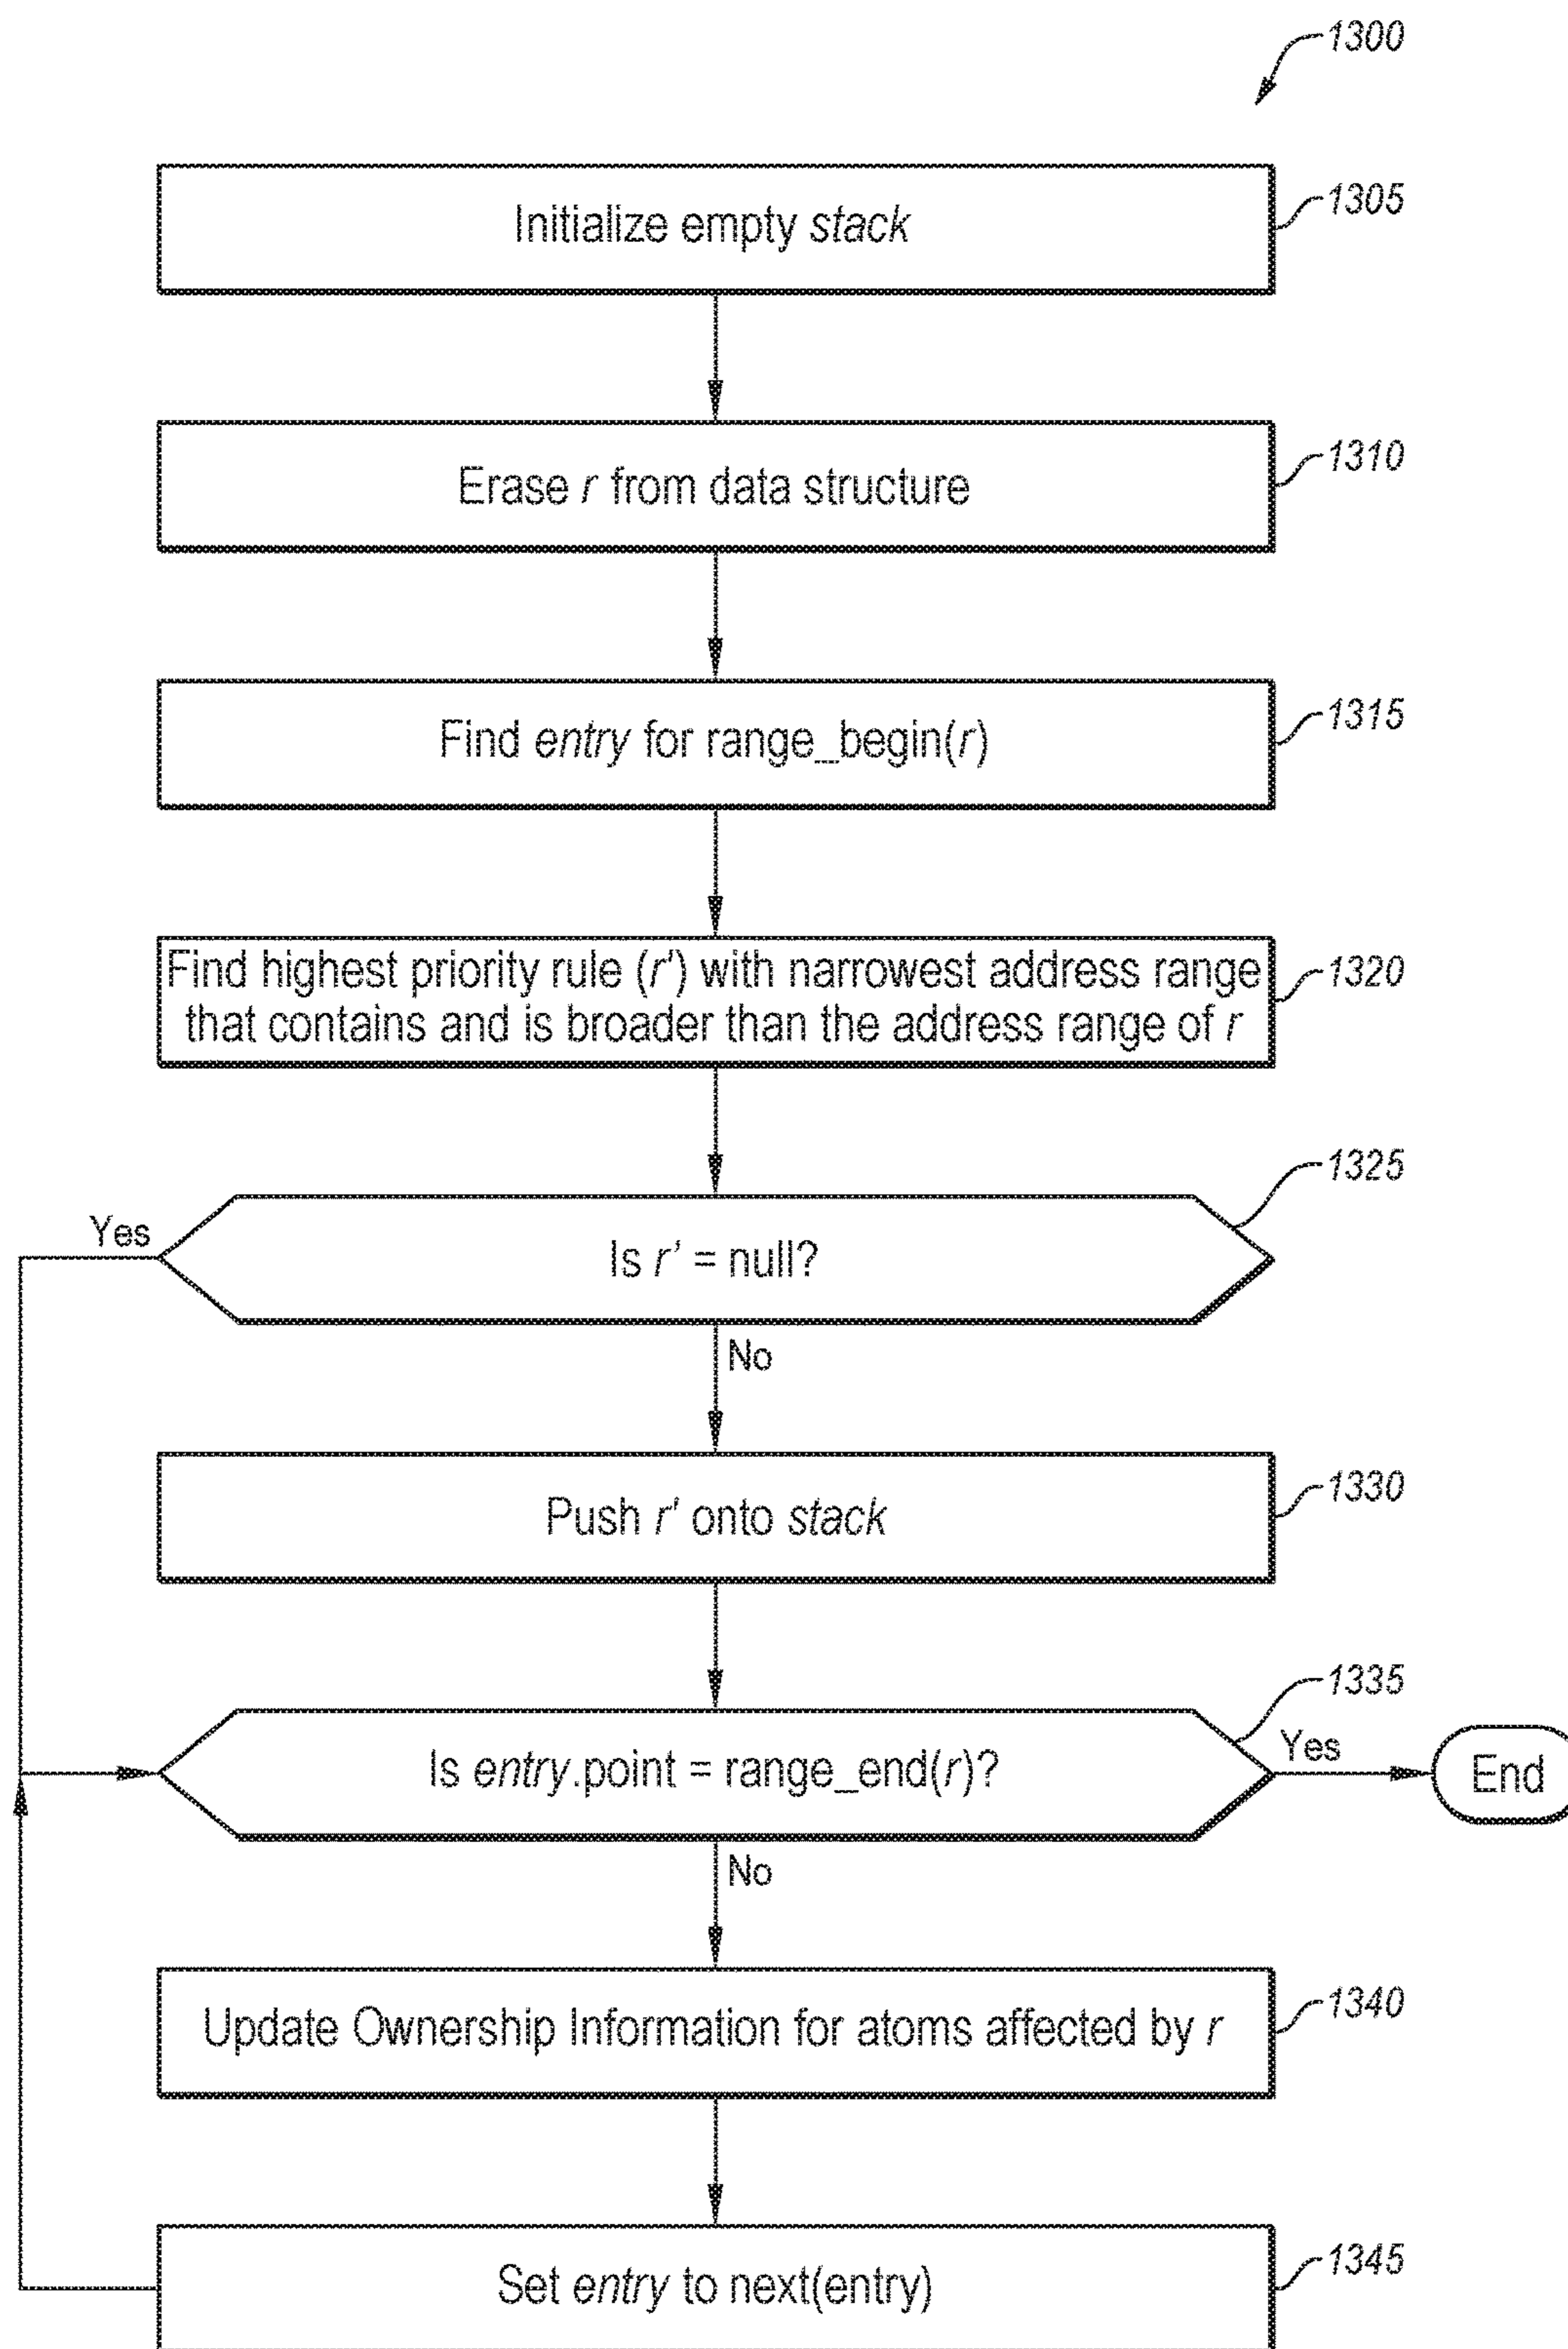 1300
Initialize empty stack
1305
Erase r from data structure
1310
Find entry for range_begin(r)
1315
Find highest priority rule (r') with narrowest address range
that contains and is broader than the address range of r
1320
1325
Yes
Is r' = null?
No
Push r' onto stack
1330
1335
Is entry.point = range_end(r)?
Yes
End
No
Update Ownership Information for atoms affected by r
1340
Set entry to next(entry)
1345